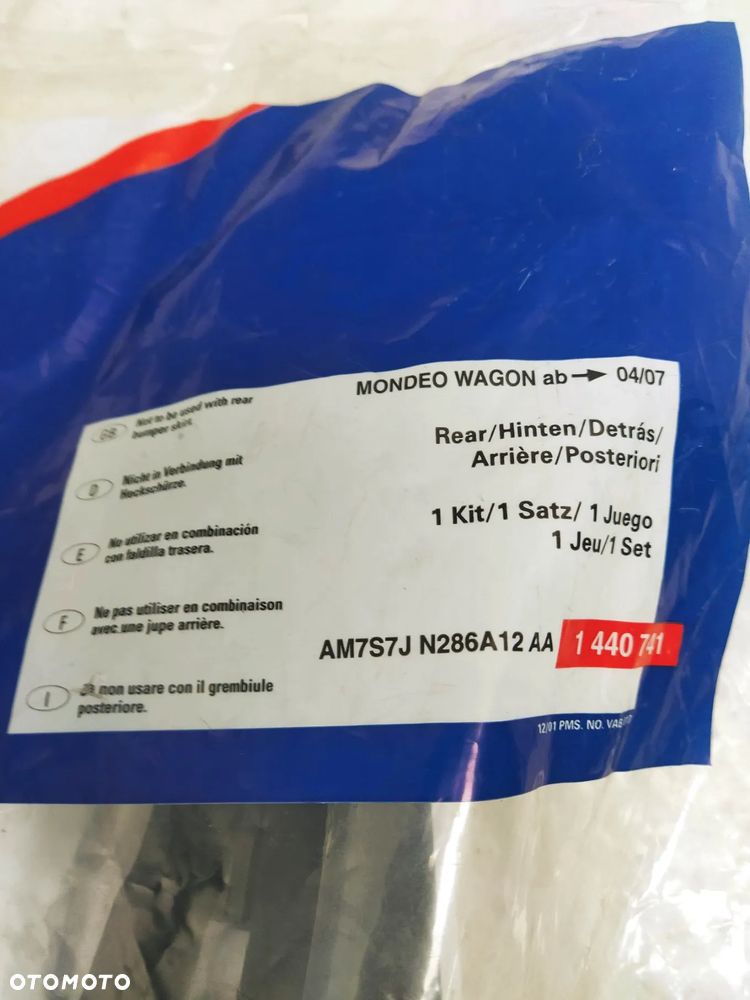 MONDEO WAGON ab → 04/07
Rear/Hinten/Detrás/
Arrière/Posteriori
1 Kit/1 Satz/ 1 Juego
1 Jeu/1 Set
AM7S7J N286A12 AA 1 440 741
GB Not to be used with rear
bumper skirt.
D Nicht in Verbindung mit
Heckschürze.
E No utilizar en combinación
con faldilla trasera.
F Ne pas utiliser en combinaison
avec une jupe arrière.
I non usare con il grembiule
posteriore.
12/01 PMS. NO.
OTOMOTO